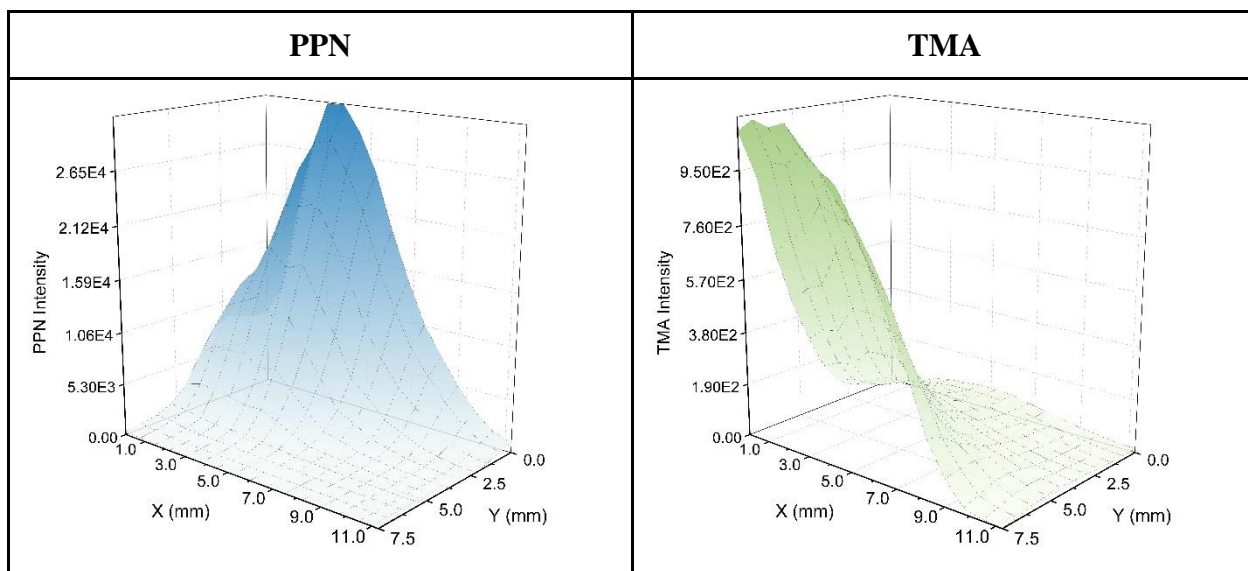 PPN
TMA
PPN Intensity
2.65E4
2.12E4
1.59E4
1.06E4
5.30E3
0.00
1.0
3.0
5.0
7.0
9.0
11.0
X (mm)
0.0
2.5
5.0
7.5
Y (mm)
TMA Intensity
9.50E2
7.60E2
5.70E2
3.80E2
1.90E2
0.00
1.0
3.0
5.0
7.0
9.0
11.0
X (mm)
0.0
2.5
5.0
7.5
Y (mm)